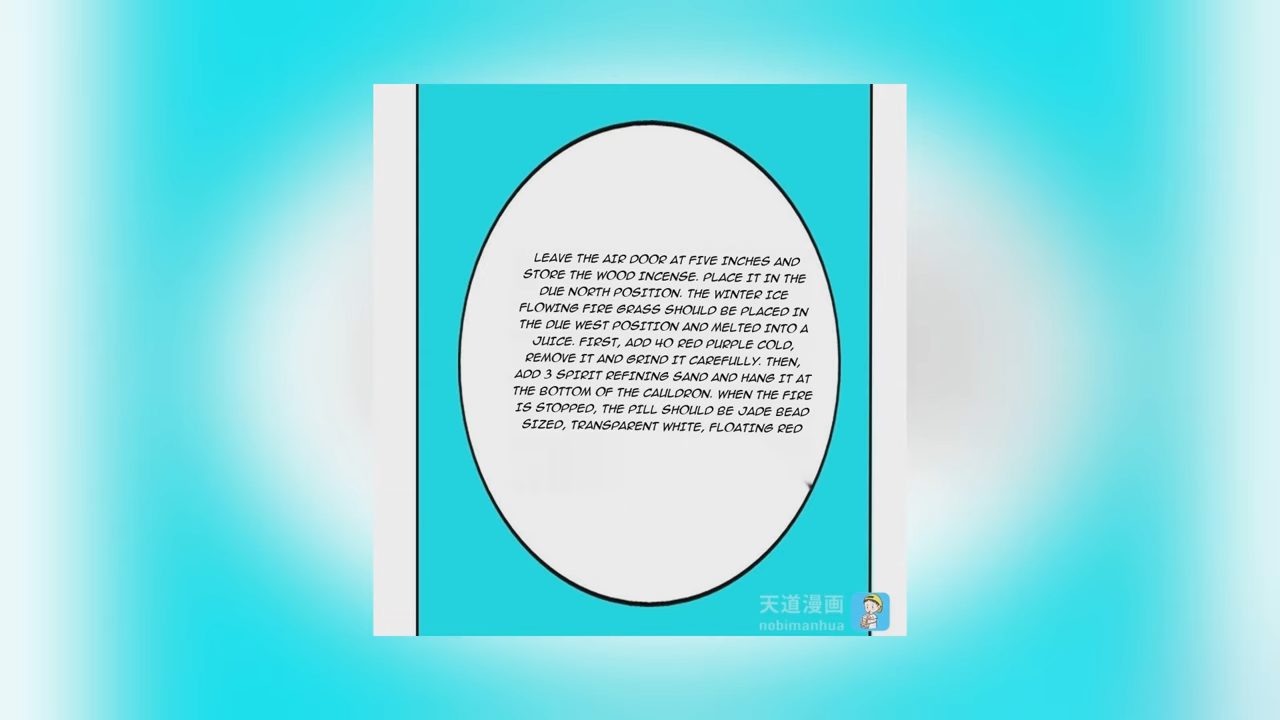 LEAVE THE AIR DOOR AT FIVE INCHES AND
STORE THE WOOD INCENSE. PLACE IT IN THE
DUE NORTH POSITION. THE WINTER ICE
FLOWING FIRE GRASS SHOULD BE PLACED IN
THE DUE WEST POSITION AND MELTED INTO A
JUICE. FIRST, ADD 40 RED PURPLE COLD,
REMOVE IT AND GRIND IT CAREFULLY. THEN,
ADD 3 SPIRIT REFINING SAND AND HANG IT AT
THE BOTTOM OF THE CAULDRON. WHEN THE FIRE
IS STOPPED, THE PILL SHOULD BE JADE BEAD
SIZED, TRANSPARENT WHITE, FLOATING RED
天道漫画
nobimanhua